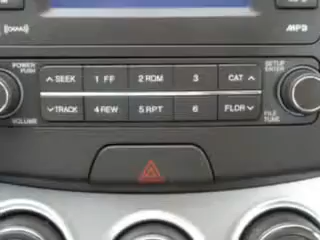 MP3
POWER PUSH ∧ SEEK 1 FF 2 RDM 3 CAT ∧ SETUP ENTER
VOLUME ∨ TRACK 4 REW 5 RPT 6 FLDR ∨ FILE TUNE